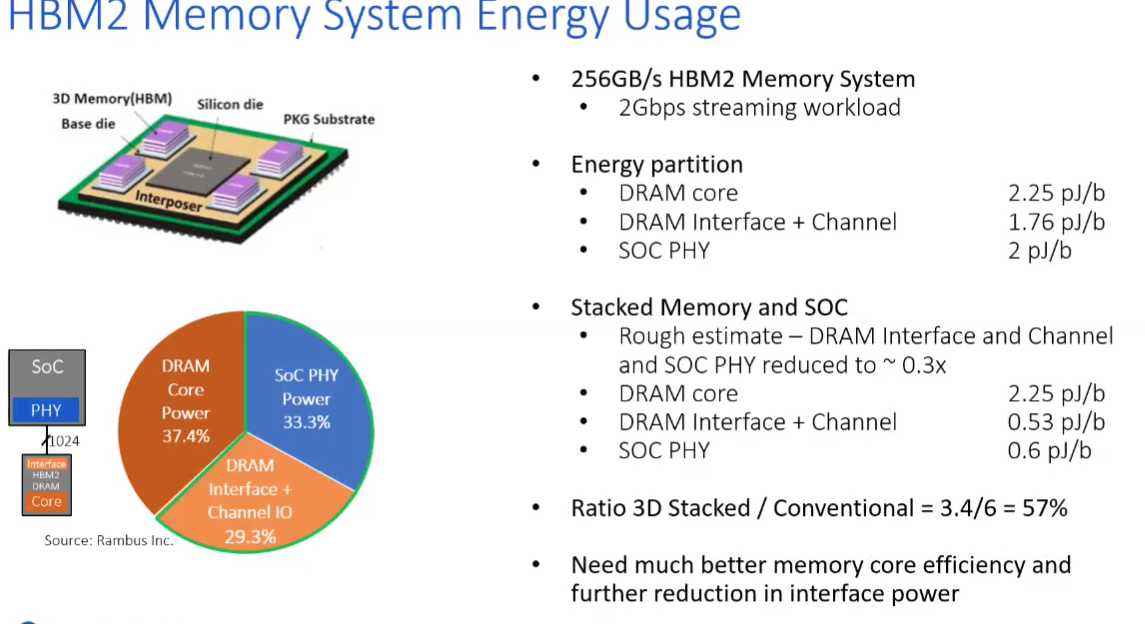 HBM2 Memory System Energy Usage
3D Memory(HBM)
Silicon die
Base die
PKG Substrate
Interposer
SoC
PHY
1024
Interface
HBM2
DRAM
Core
DRAM
Core
Power
37.4%
SoC PHY
Power
33.3%
DRAM
Interface +
Channel IO
29.3%
Source: Rambus Inc.
• 256GB/s HBM2 Memory System
• 2Gbps streaming workload
• Energy partition
• DRAM core 2.25 pJ/b
• DRAM Interface + Channel 1.76 pJ/b
• SOC PHY 2 pJ/b
• Stacked Memory and SOC
• Rough estimate – DRAM Interface and Channel
and SOC PHY reduced to ~ 0.3x
• DRAM core 2.25 pJ/b
• DRAM Interface + Channel 0.53 pJ/b
• SOC PHY 0.6 pJ/b
• Ratio 3D Stacked / Conventional = 3.4/6 = 57%
• Need much better memory core efficiency and
further reduction in interface power